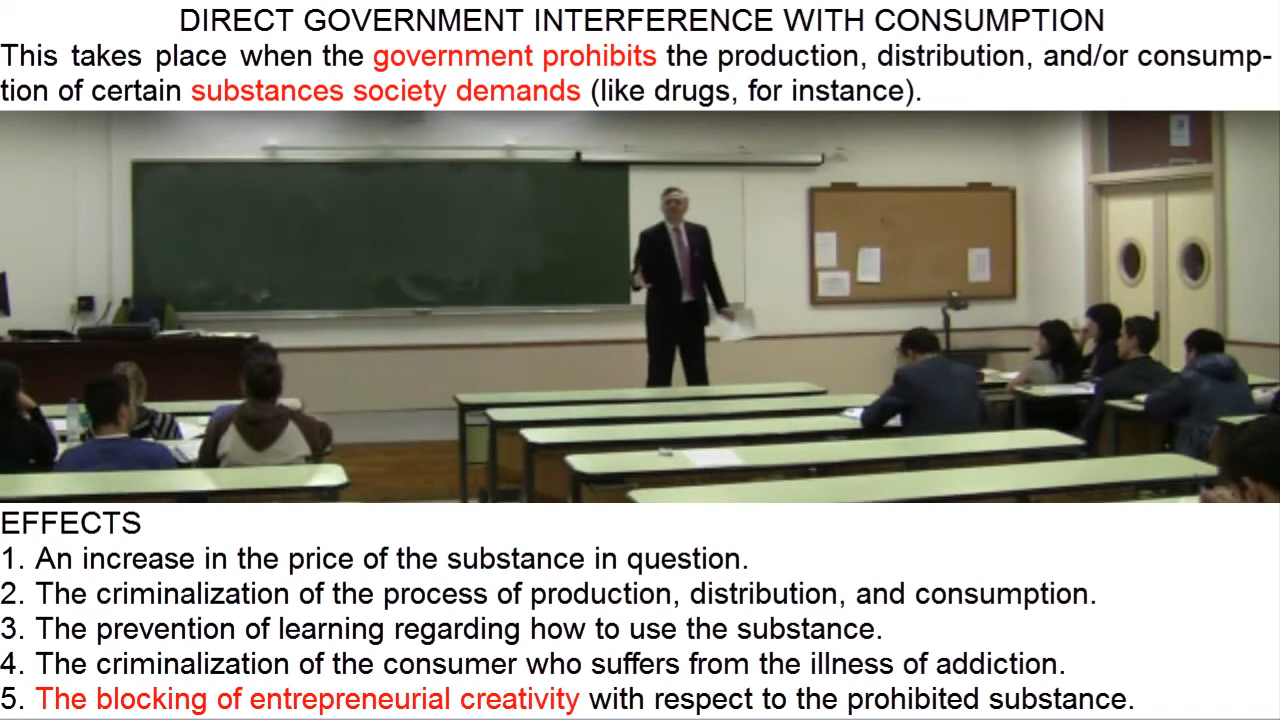 DIRECT GOVERNMENT INTERFERENCE WITH CONSUMPTION
This takes place when the government prohibits the production, distribution, and/or consump-
tion of certain substances society demands (like drugs, for instance).
EFFECTS
1. An increase in the price of the substance in question.
2. The criminalization of the process of production, distribution, and consumption.
3. The prevention of learning regarding how to use the substance.
4. The criminalization of the consumer who suffers from the illness of addiction.
5. The blocking of entrepreneurial creativity with respect to the prohibited substance.